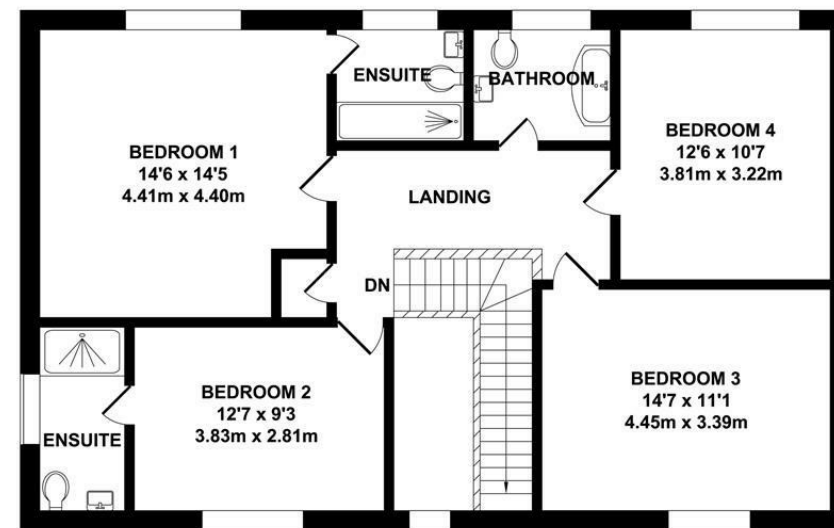 ENSUITE
BATHROOM
BEDROOM 1
14'6 x 14'5
4.41m x 4.40m
BEDROOM 4
12'6 x 10'7
3.81m x 3.22m
LANDING
DN
BEDROOM 2
12'7 x 9'3
3.83m x 2.81m
BEDROOM 3
14'7 x 11'1
4.45m x 3.39m
ENSUITE